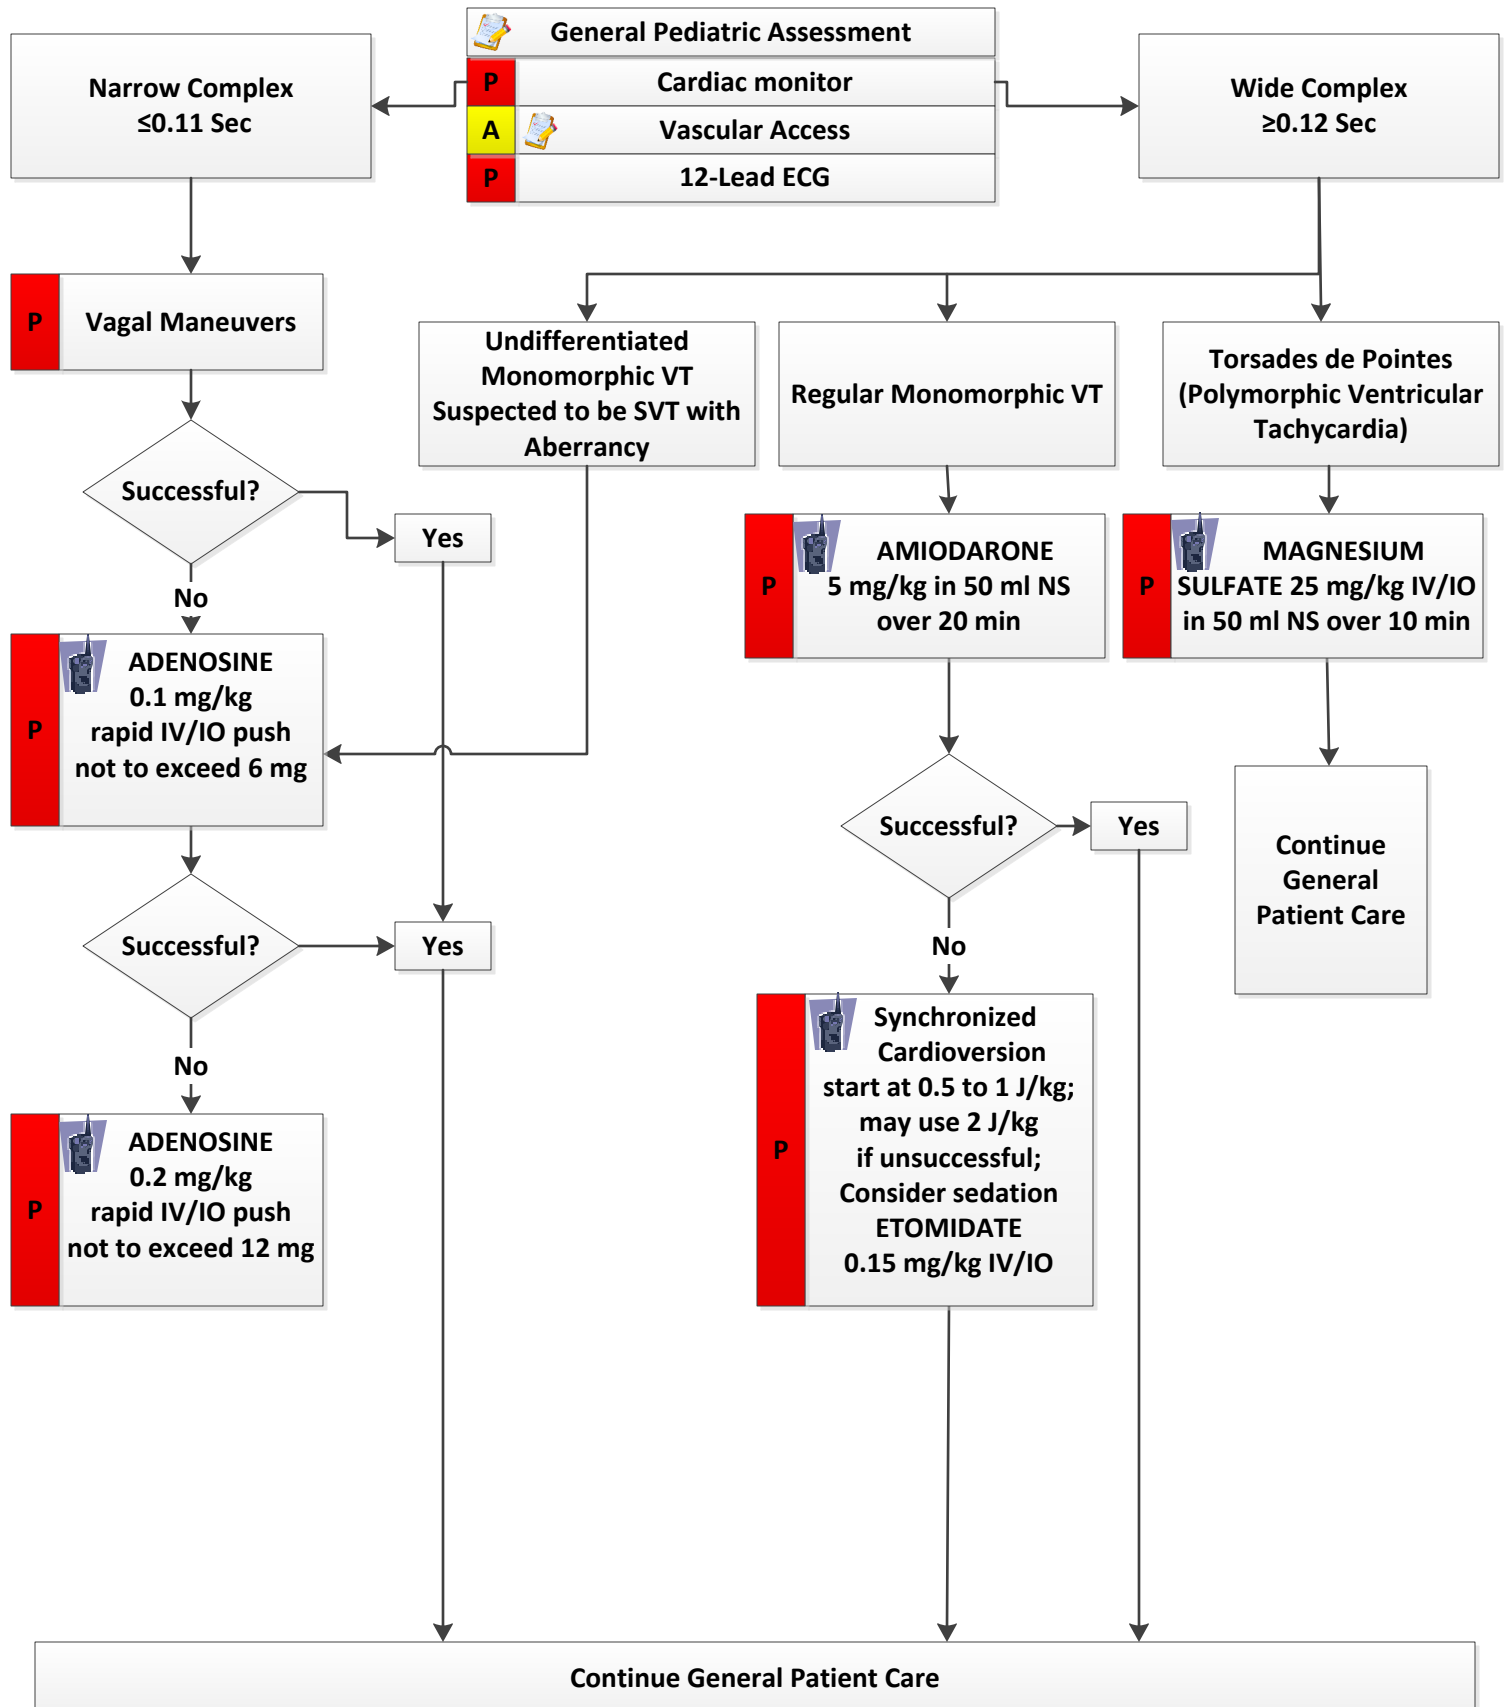 General Pediatric Assessment
P
Cardiac monitor
A
Vascular Access
P
12-Lead ECG
Narrow Complex
≤0.11 Sec
Wide Complex
≥0.12 Sec
P
Vagal Maneuvers
Successful?
Yes
No
P
ADENOSINE
0.1 mg/kg
rapid IV/IO push
not to exceed 6 mg
Successful?
Yes
No
P
ADENOSINE
0.2 mg/kg
rapid IV/IO push
not to exceed 12 mg
Undifferentiated
Monomorphic VT
Suspected to be SVT with
Aberrancy
Regular Monomorphic VT
P
AMIODARONE
5 mg/kg in 50 ml NS
over 20 min
Successful?
Yes
No
P
Synchronized
Cardioversion
start at 0.5 to 1 J/kg;
may use 2 J/kg
if unsuccessful;
Consider sedation
ETOMIDATE
0.15 mg/kg IV/IO
Torsades de Pointes
(Polymorphic Ventricular
Tachycardia)
P
MAGNESIUM
SULFATE 25 mg/kg IV/IO
in 50 ml NS over 10 min
Continue
General
Patient Care
Continue General Patient Care